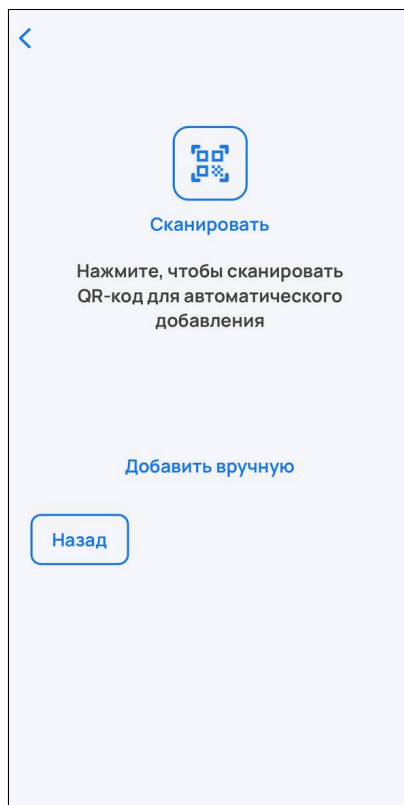 Сканировать
Нажмите, чтобы сканировать
QR-код для автоматического
добавления
Добавить вручную
Назад